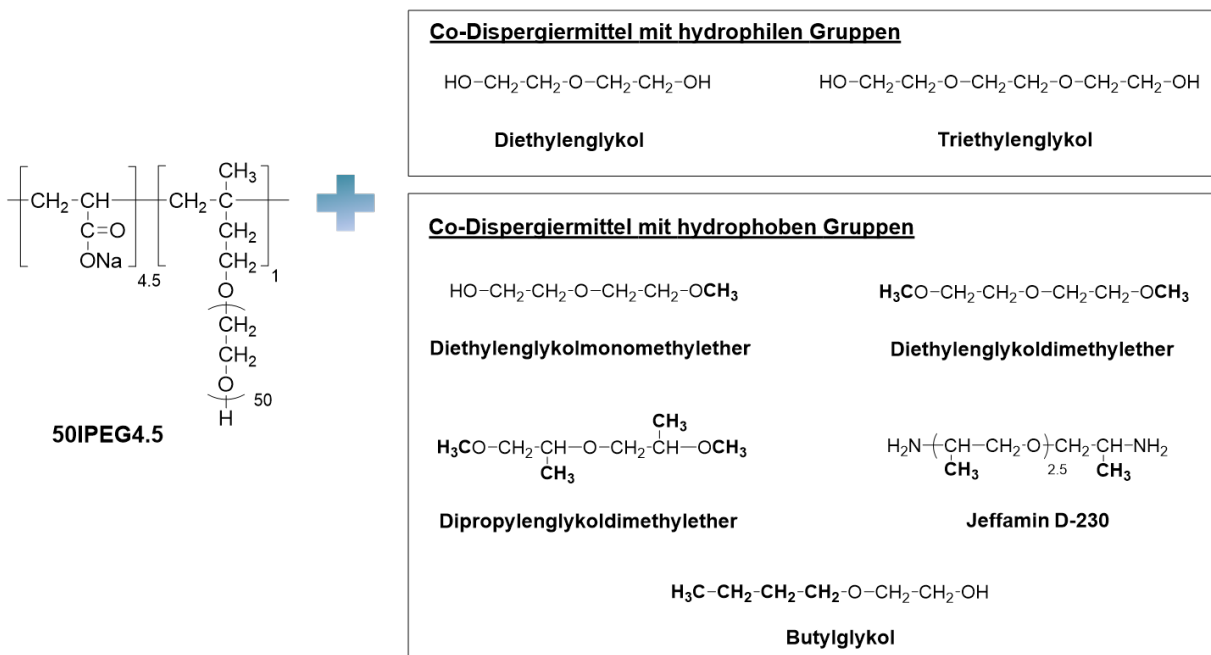 Co-Dispergiermittel mit hydrophilen Gruppen
HO-CH₂-CH₂-O-CH₂-CH₂-OH
HO-CH₂-CH₂-O-CH₂-CH₂-O-CH₂-CH₂-OH
Diethylenglykol
Triethylenglykol
CH₂-CH
C=O
ONa
4.5
CH₃
CH₂-C
CH₂
CH₂
1
O
CH₂
CH₂
O
50
H
50IPEG4.5
Co-Dispergiermittel mit hydrophoben Gruppen
HO-CH₂-CH₂-O-CH₂-CH₂-OCH₃
H₃CO-CH₂-CH₂-O-CH₂-CH₂-OCH₃
Diethylenglykolmonomethylether
Diethylenglykoldimethylether
CH₃
H₃CO-CH₂-CH-O-CH₂-CH-OCH₃
CH₃
H₂N-(CH-CH₂-O)-CH₂-CH-NH₂
CH₃
2.5
CH₃
Dipropylenglykoldimethylether
Jeffamin D-230
H₃C-CH₂-CH₂-CH₂-O-CH₂-CH₂-OH
Butylglykol